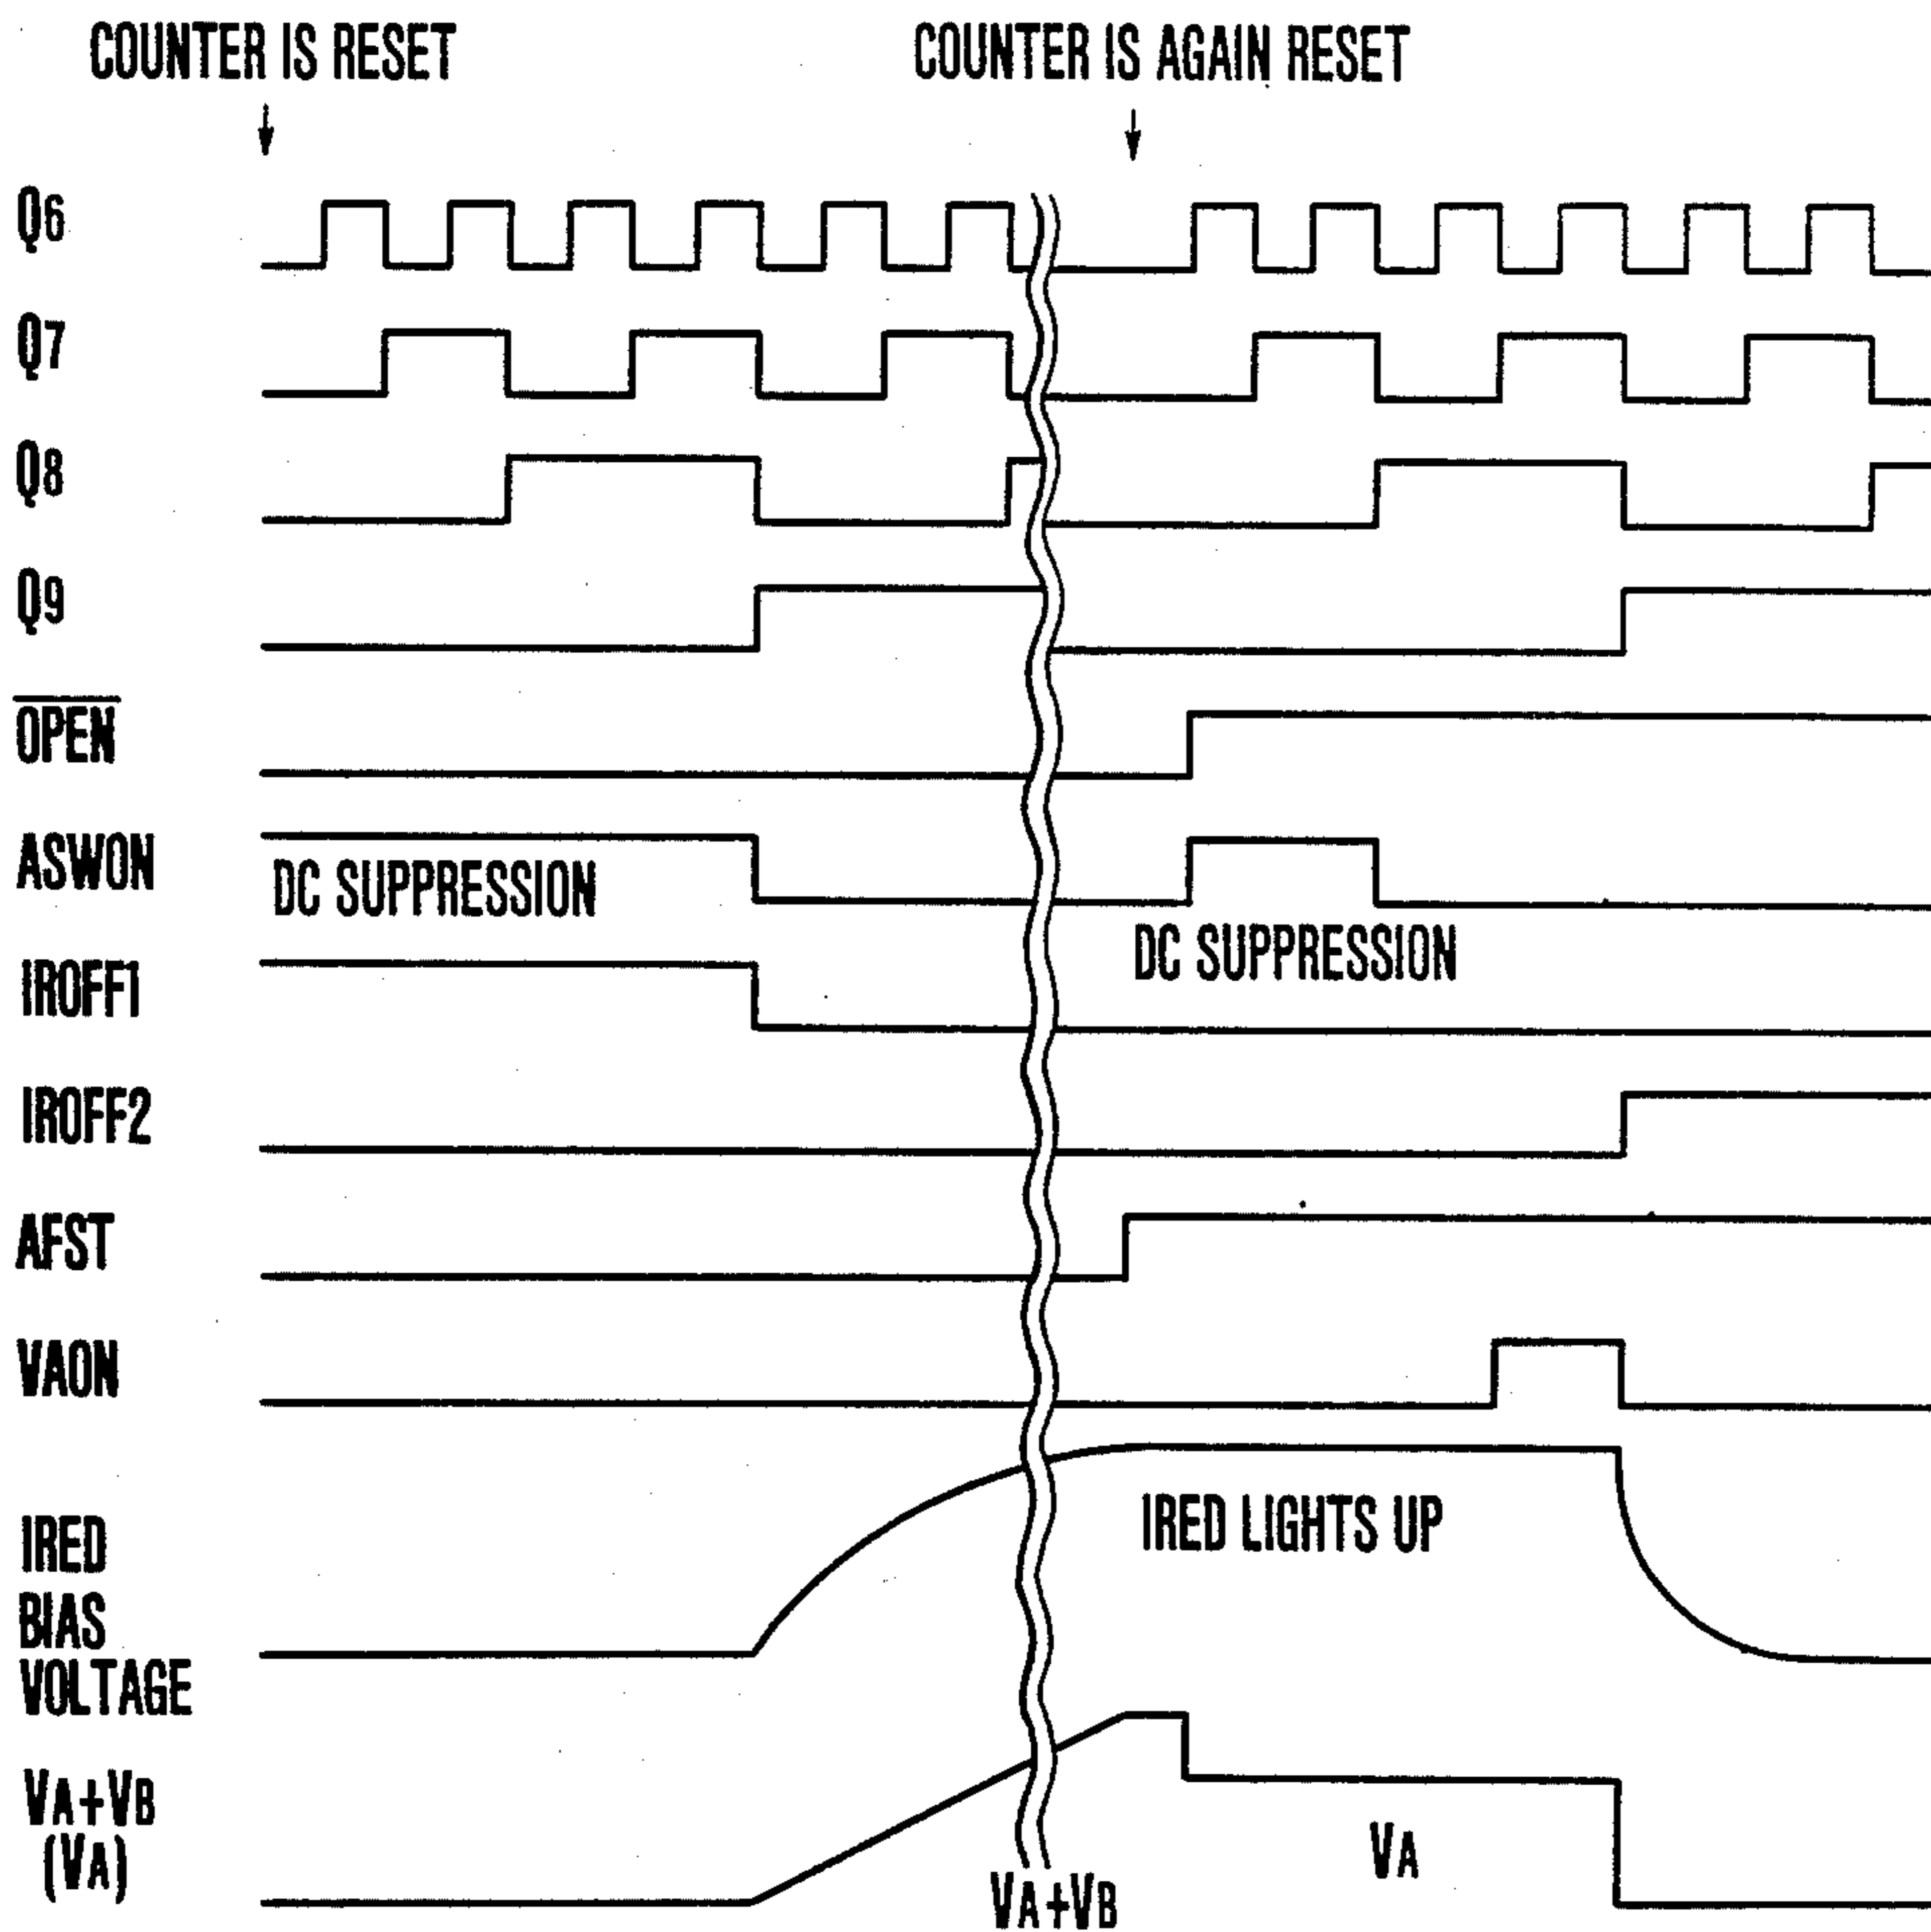 COUNTER IS RESET
COUNTER IS AGAIN RESET
Q6
Q7
Q8
Q9
OPEN
ASWON
DC SUPPRESSION
DC SUPPRESSION
IROFF1
IROFF2
AFST
VAON
IRED LIGHTS UP
IRED
BIAS
VOLTAGE
VA+VB
(VA)
VA
VA+VB